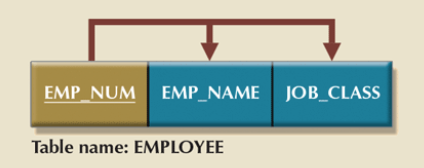 EMP_NUM EMP_NAME JOB_CLASS
Table name: EMPLOYEE